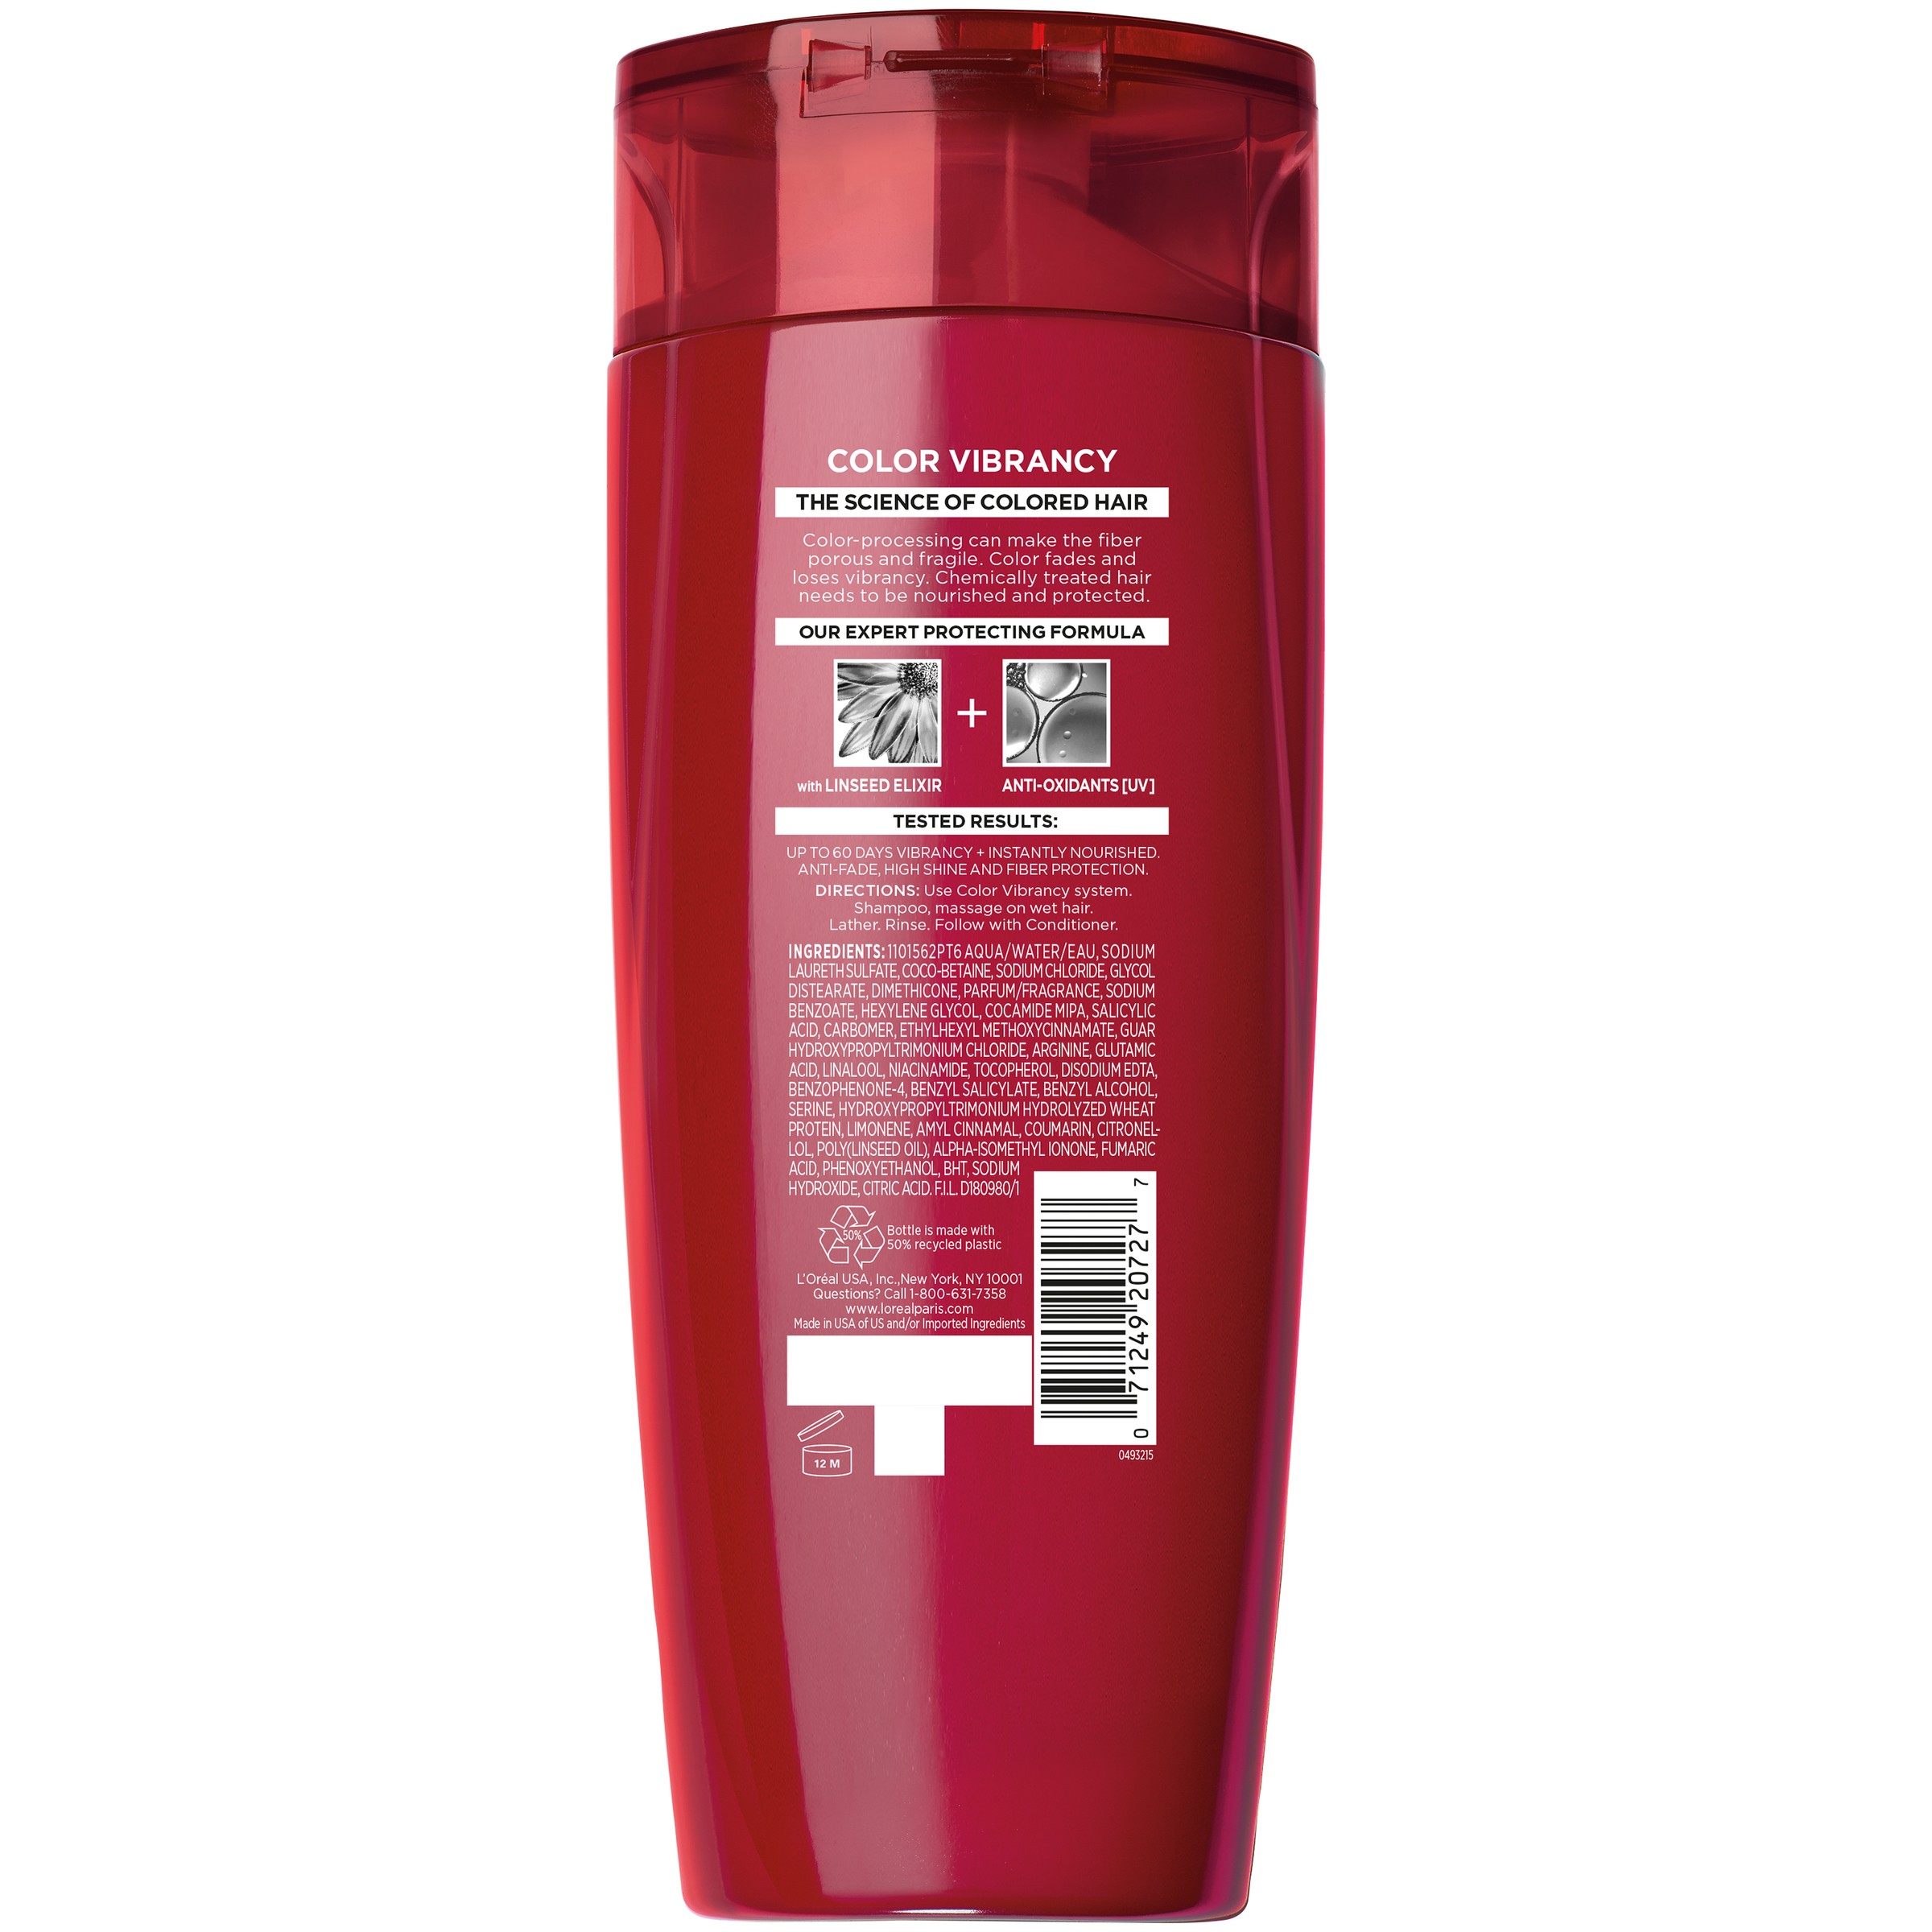 COLOR VIBRANCY
THE SCIENCE OF COLORED HAIR
Color-processing can make the fiber
porous and fragile. Color fades and
loses vibrancy. Chemically treated hair
needs to be nourished and protected.
OUR EXPERT PROTECTING FORMULA
+
with LINSEED ELIXIR
ANTI-OXIDANTS [UV]
TESTED RESULTS:
UP TO 60 DAYS VIBRANCY + INSTANTLY NOURISHED.
ANTI-FADE, HIGH SHINE AND FIBER PROTECTION.
DIRECTIONS: Use Color Vibrancy system.
Shampoo, massage on wet hair.
Lather. Rinse. Follow with Conditioner.
INGREDIENTS: 1101562PT6 AQUA/WATER/EAU, SODIUM
LAURETH SULFATE, COCO-BETAINE, SODIUM CHLORIDE, GLYCOL
DISTEARATE, DIMETHICONE, PARFUM/FRAGRANCE, SODIUM
BENZOATE, HEXYLENE GLYCOL, COCAMIDE MIPA, SALICYLIC
ACID, CARBOMER, ETHYLHEXYL METHOXYCINNAMATE, GUAR
HYDROXYPROPYLTRIMONIUM CHLORIDE, ARGININE, GLUTAMIC
ACID, LINALOOL, NIACINAMIDE, TOCOPHEROL, DISODIUM EDTA,
BENZOPHENONE-4, BENZYL SALICYLATE, BENZYL ALCOHOL,
SERINE, HYDROXYPROPYLTRIMONIUM HYDROLYZED WHEAT
PROTEIN, LIMONENE, AMYL CINNAMAL, COUMARIN, CITRONEL-
LOL, POLY(LINSEED OIL), ALPHA-ISOMETHYL IONONE, FUMARIC
ACID, PHENOXYETHANOL, BHT, SODIUM
HYDROXIDE, CITRIC ACID. F.I.L. D180980/1
50%
Bottle is made with
50% recycled plastic
L'Oréal USA, Inc.,New York, NY 10001
Questions? Call 1-800-631-7358
www.lorealparis.com
Made in USA of US and/or Imported Ingredients
12 M
0 71249 20727 7
0493215